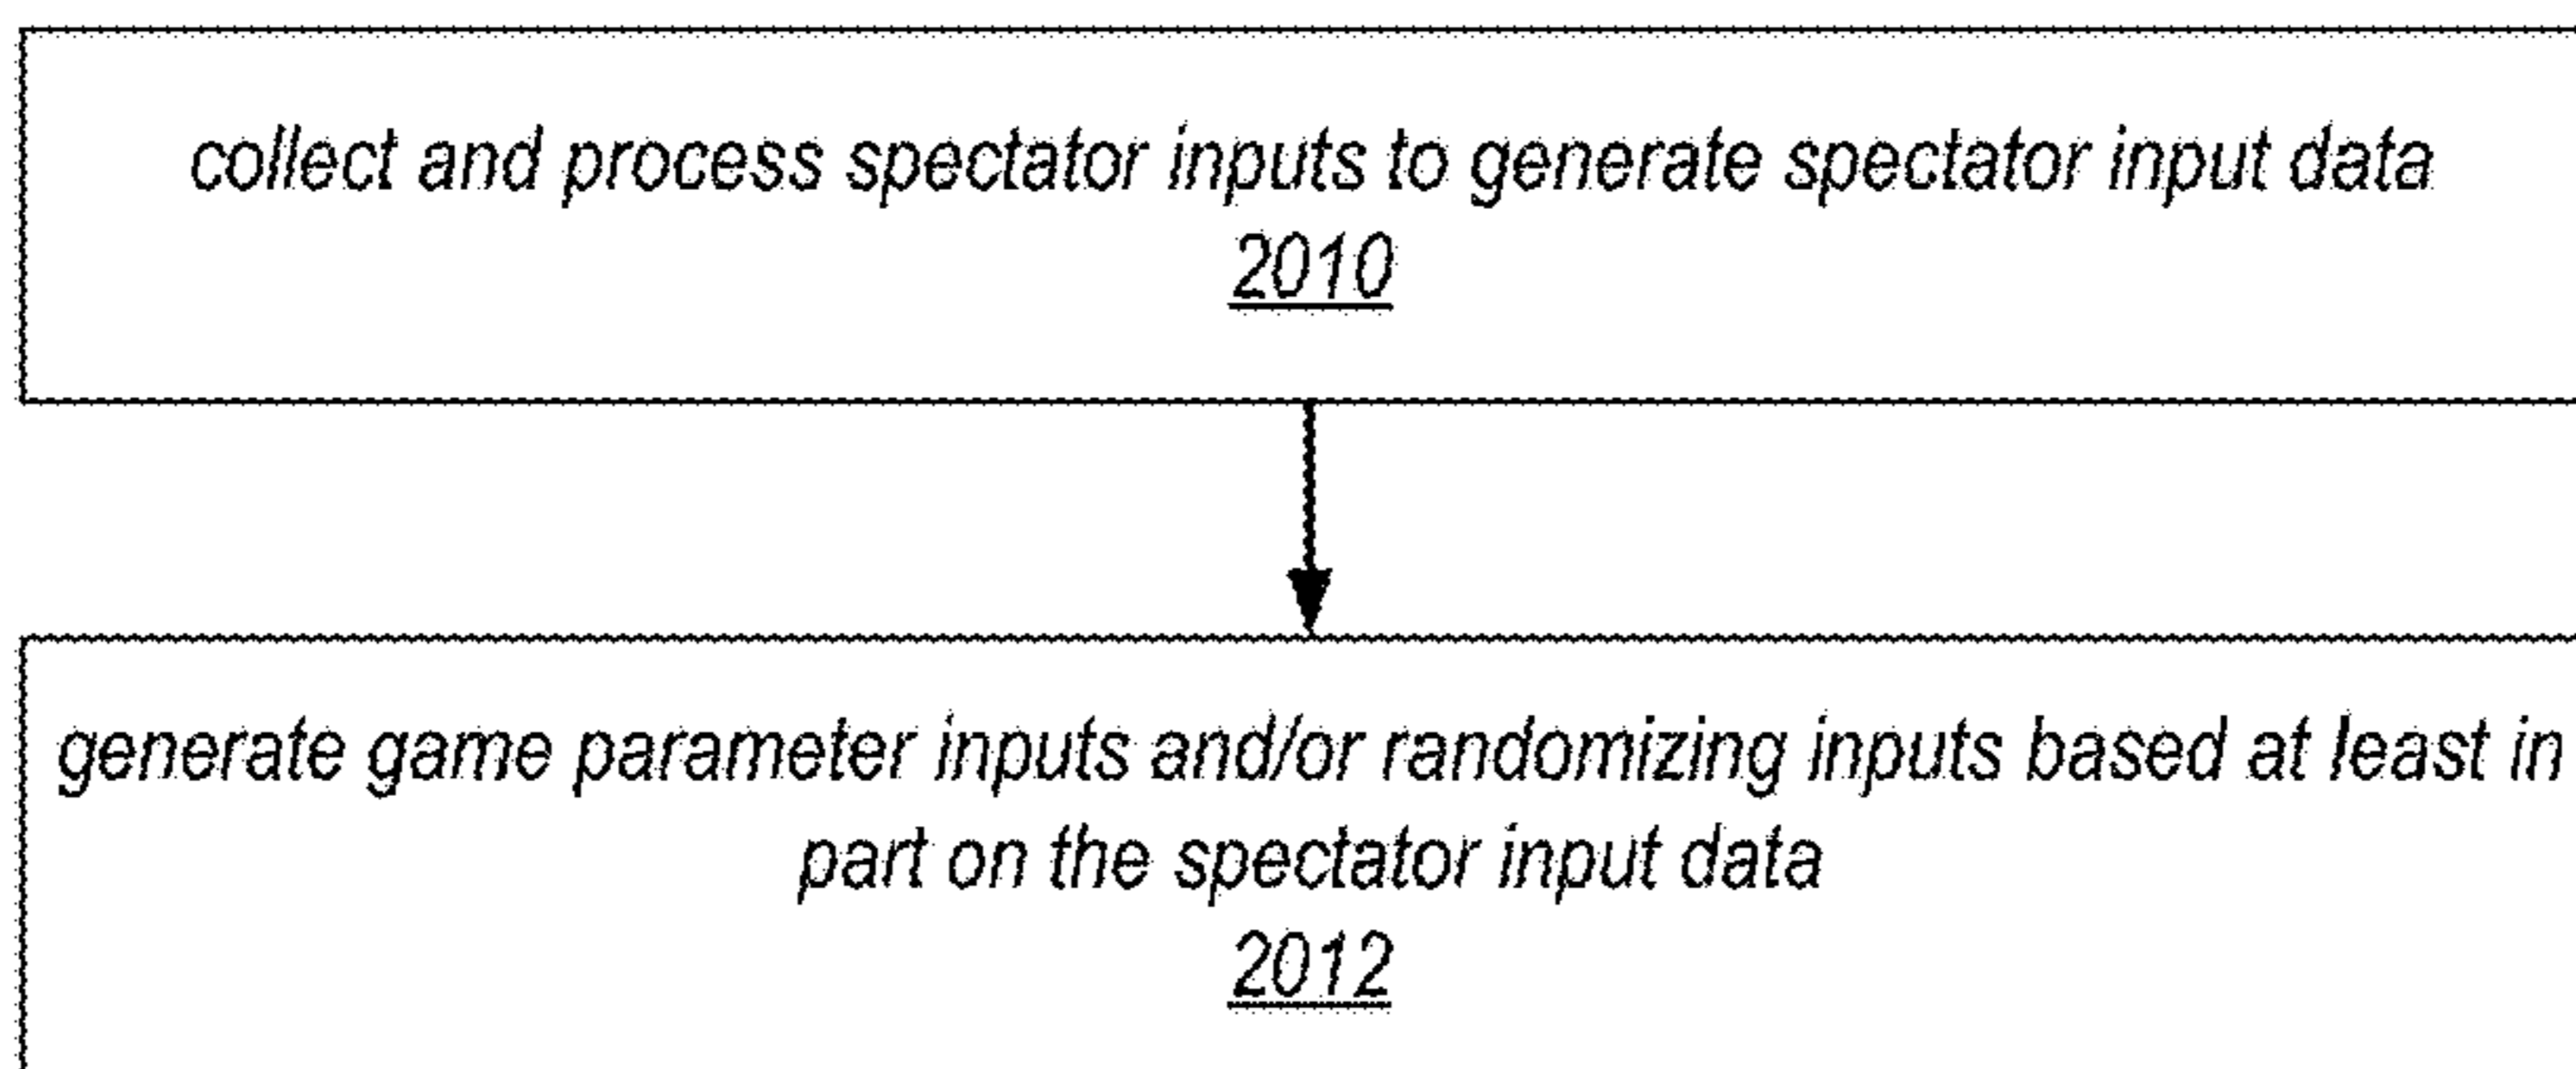 collect and process spectator inputs to generate spectator input data
2010
generate game parameter inputs and/or randomizing inputs based at least in
part on the spectator input data
2012